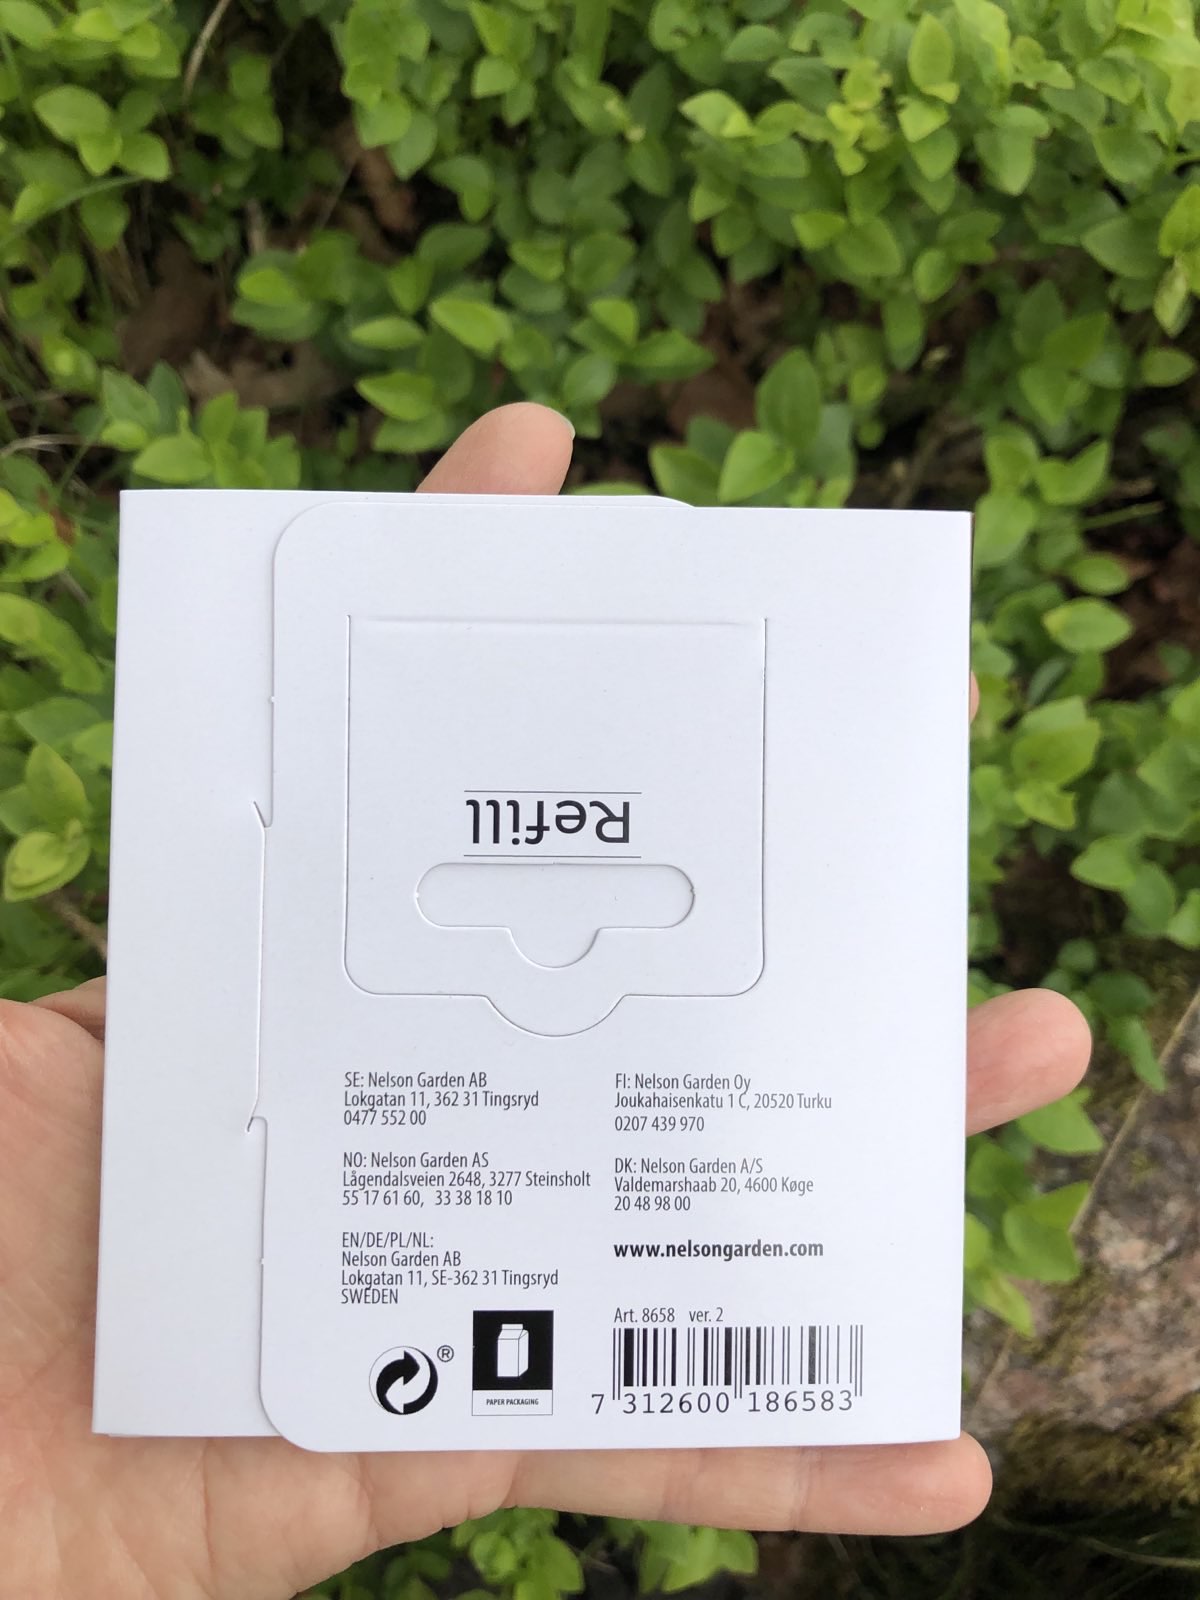 Refill
SE: Nelson Garden AB
Lokgatan 11, 362 31 Tingsryd
0477 552 00
NO: Nelson Garden AS
Lågendalsveien 2648, 3277 Steinsholt
55 17 61 60, 33 38 18 10
EN/DE/PL/NL:
Nelson Garden AB
Lokgatan 11, SE-362 31 Tingsryd
SWEDEN
FI: Nelson Garden Oy
Joukahaisenkatu 1 C, 20520 Turku
0207 439 970
DK: Nelson Garden A/S
Valdemarshaab 20, 4600 Køge
20 48 98 00
www.nelsongarden.com
Art. 8658 ver. 2
®
PAPER PACKAGING
7 312600 186583